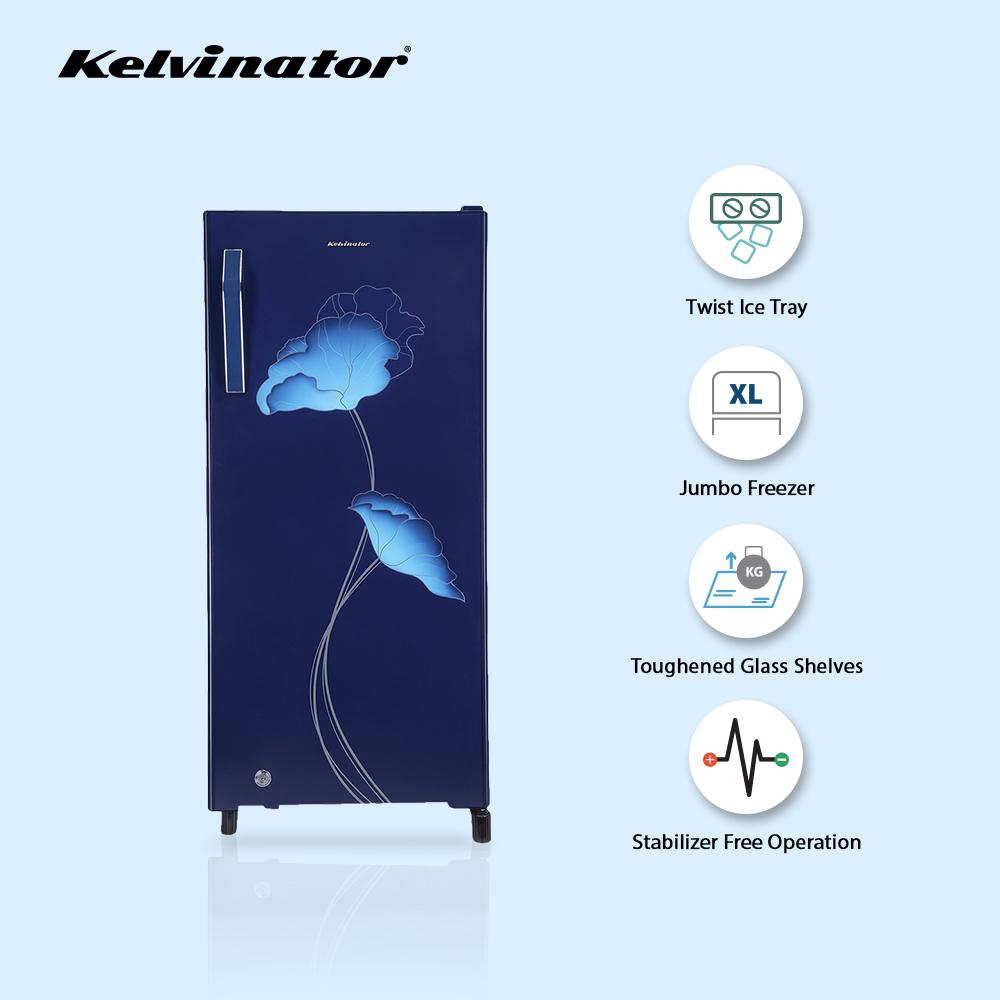 Kelvinator®
Kelvinator
Twist Ice Tray
XL
Jumbo Freezer
KG
Toughened Glass Shelves
Stabilizer Free Operation